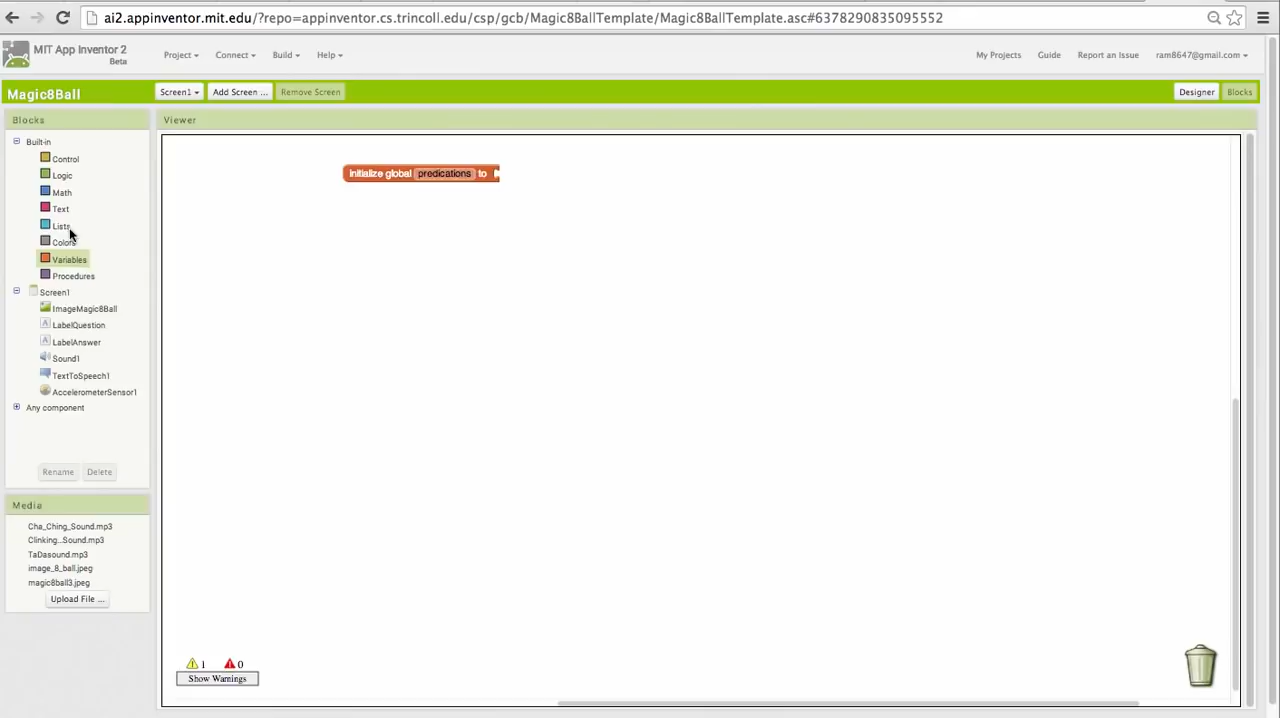 ai2.appinventor.mit.edu/?repo=appinventor.cs.trincoll.edu/csp/gcb/Magic8BallTemplate/Magic8BallTemplate.asc#6378290835095552
MIT App Inventor 2
Beta
Project Connect Build Help My Projects Guide Report an Issue ram8647@gmail.com
Magic8Ball Screen1 Add Screen ... Remove Screen Designer Blocks
Blocks Viewer
Built-in
Control
Logic
Math
Text
Lists
Colors
Variables
Procedures
Screen1
ImageMagic8Ball
LabelQuestion
LabelAnswer
Sound1
TextToSpeech1
AccelerometerSensor1
Any component
Rename Delete
initialize global predications to
Media
Cha_Ching_Sound.mp3
Clinking..Sound.mp3
TaDasound.mp3
image_8_ball.jpeg
magic8ball3.jpeg
Upload File ...
1 0
Show Warnings